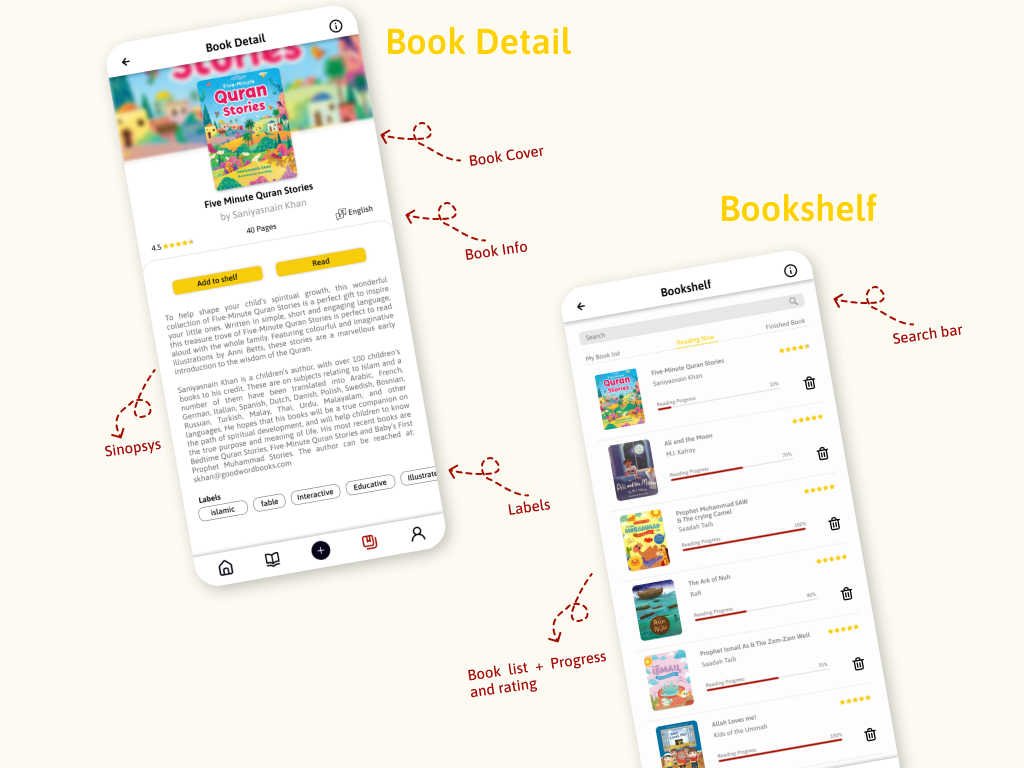 Book Detail
Book Detail
Stories
Five-Minute
Quran
Stories
Saniyasnain Khan
Five Minute Quran Stories
by Saniyasnain Khan
4.5
40 Pages
English
Add to shelf
Read
To help shape your child's spiritual growth, this wonderful
collection of Five-Minute Quran Stories is a perfect gift to inspire
your little ones. Written in simple, short and engaging language,
this treasure trove of Five-Minute Quran Stories is perfect to read
aloud with the whole family. Featuring colourful and imaginative
illustrations by Anni Betts, these stories are a marvellous early
introduction to the wisdom of the Quran.
Saniyasnain Khan is a children's author, with over 100 children's
books to his credit. These are on subjects relating to Islam and a
number of them have been translated into Arabic, French,
German, Italian, Spanish, Dutch, Danish, Polish, Swedish, Bosnian,
Russian, Turkish, Malay, Thai, Urdu, Malayalam, and other
languages. He hopes that his books will be a true companion on
the path of spiritual development, and will help children to know
the true purpose and meaning of life. His most recent books are
Bedtime Quran Stories, Five-Minute Quran Stories and Baby's First
Prophet Muhammad Stories. The author can be reached at:
skhan@goodwordbooks.com
Labels
islamic
fable
Interactive
Educative
Illustrate
Book Cover
Book Info
Sinopsys
Labels
Bookshelf
Bookshelf
Search
My Book list
Reading Now
Finished Book
Quran
Stories
Five-Minute Quran Stories
Saniyasnain Khan
Reading Progress
10%
Ali and the Moon
Ali and the Moon
M.I. Kafray
Reading Progress
70%
MUHAMMAD
Prophet Muhammad SAW
& The crying Camel
Saadah Taib
Reading Progress
100%
The Ark of Nuh
Rafi
Reading Progress
40%
ISMAIL
Prophet Ismail As & The Zam-Zam Well
Saadah Taib
Reading Progress
70%
Allah Loves me!
Kids of the Ummah
Reading Progress
100%
Search bar
Book list + Progress
and rating